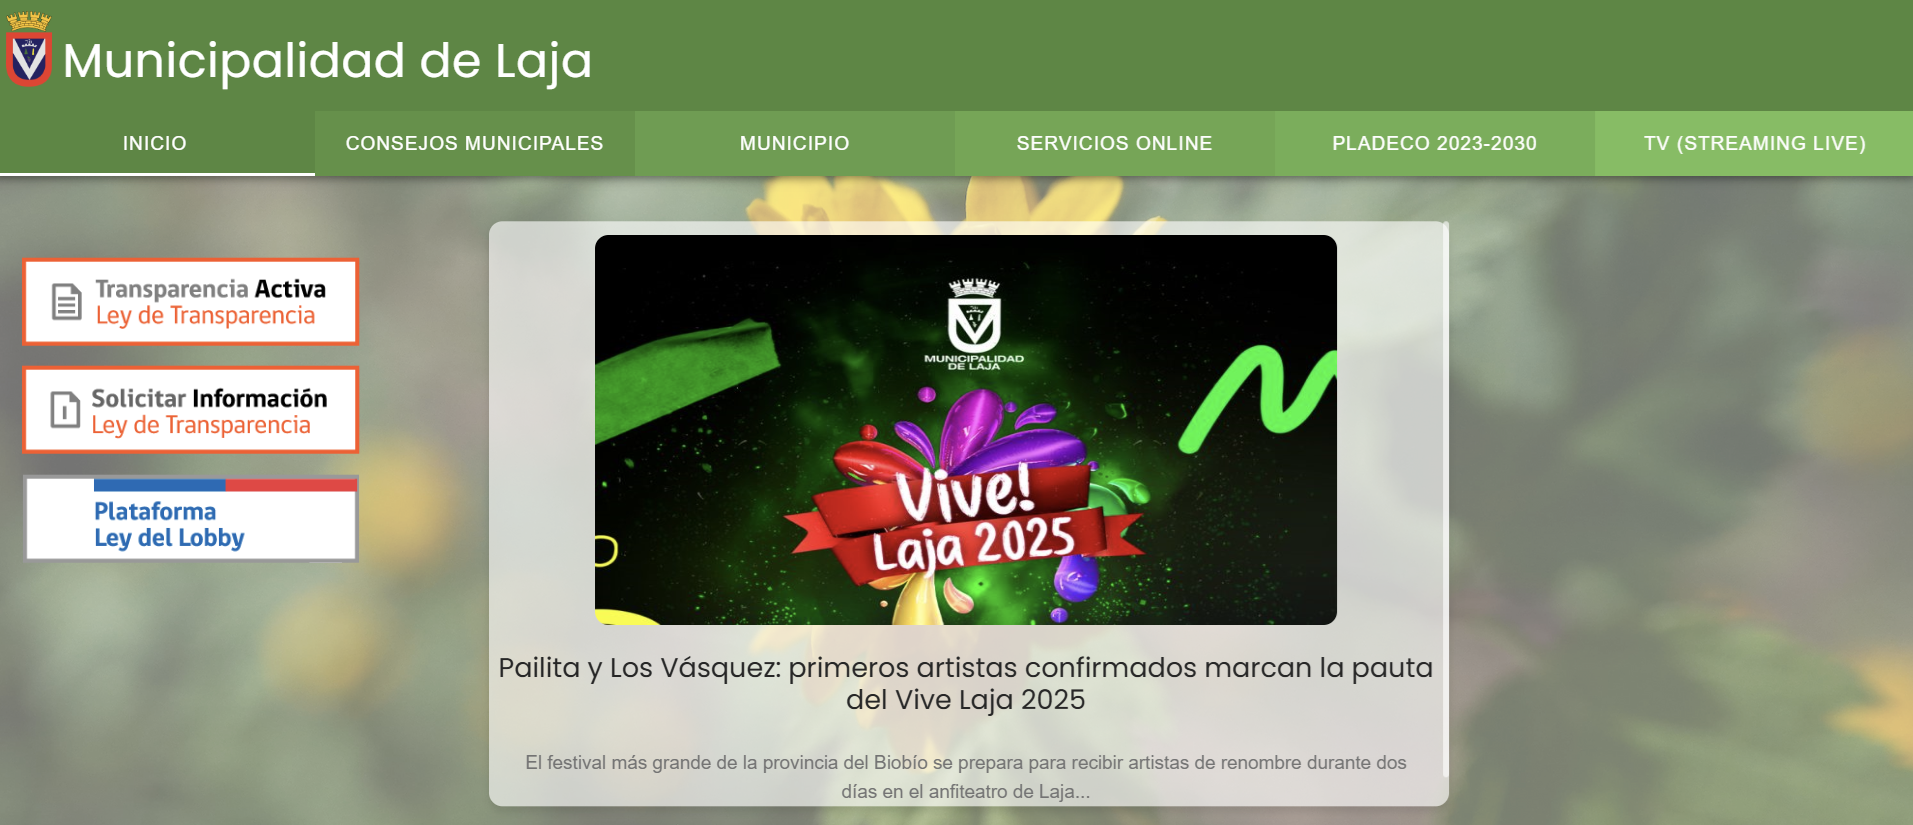 Municipalidad de Laja
INICIO
CONSEJOS MUNICIPALES
MUNICIPIO
SERVICIOS ONLINE
PLADECO 2023-2030
TV (STREAMING LIVE)
Transparencia Activa
Ley de Transparencia
Solicitar Información
Ley de Transparencia
Plataforma
Ley del Lobby
MUNICIPALIDAD
DE LAJA
Vive!
Laja 2025
Pailita y Los Vásquez: primeros artistas confirmados marcan la pauta
del Vive Laja 2025
El festival más grande de la provincia del Biobío se prepara para recibir artistas de renombre durante dos
días en el anfiteatro de Laja...